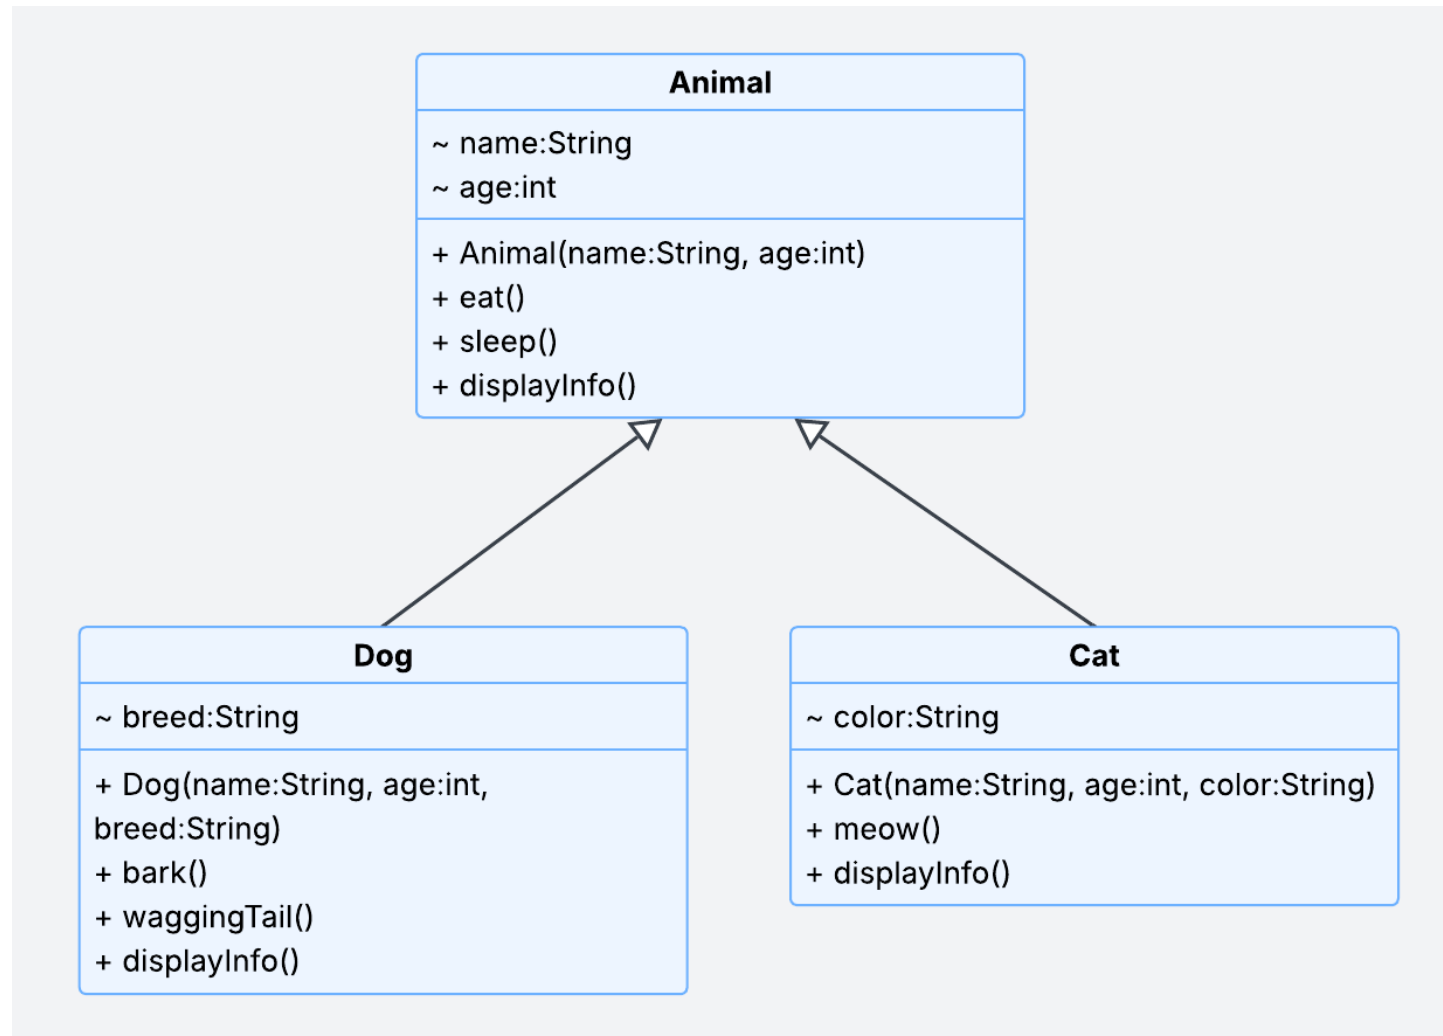 Animal
~ name:String
~ age:int
+ Animal(name:String, age:int)
+ eat()
+ sleep()
+ displayInfo()
Dog
~ breed:String
+ Dog(name:String, age:int,
breed:String)
+ bark()
+ waggingTail()
+ displayInfo()
Cat
~ color:String
+ Cat(name:String, age:int, color:String)
+ meow()
+ displayInfo()